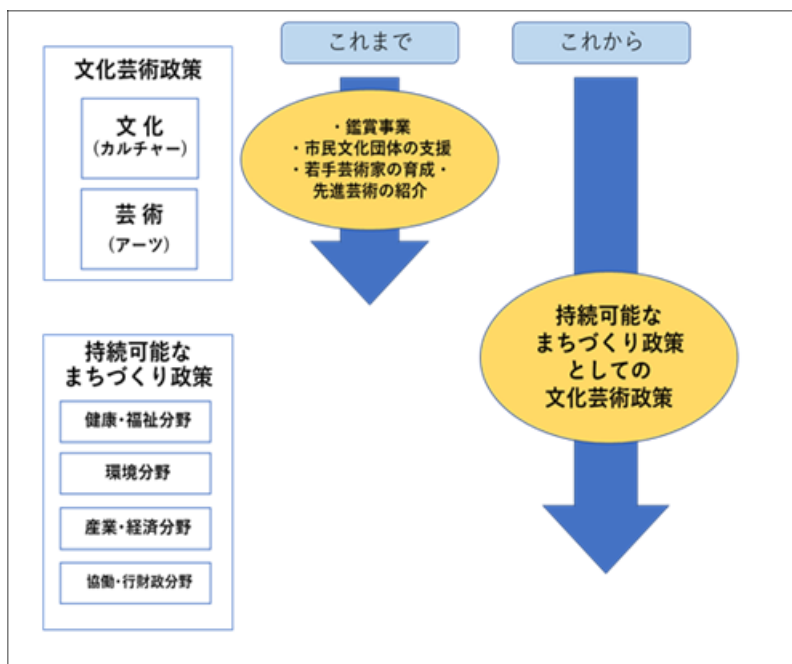 これまで
これから
文化芸術政策
文 化
(カルチャー)
芸 術
(アーツ)
・鑑賞事業
・市民文化団体の支援
・若手芸術家の育成・
先進芸術の紹介
持続可能な
まちづくり政策
としての
文化芸術政策
持続可能な
まちづくり政策
健康・福祉分野
環境分野
産業・経済分野
協働・行財政分野